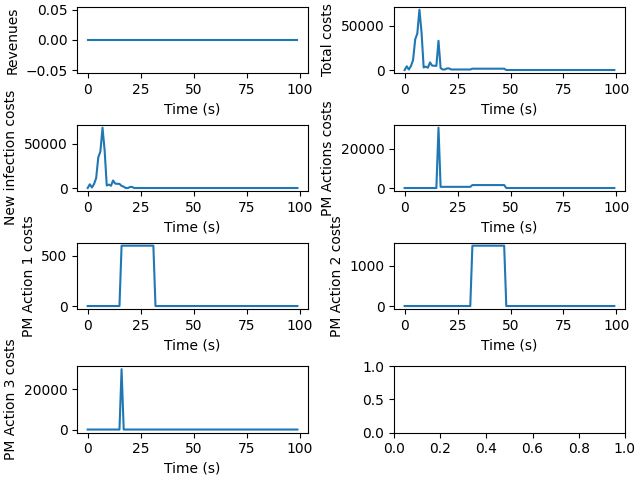 Revenues
0.05
0.00
−0.05
0 25 50 75 100
Time (s)
Total costs
50000
0
0 25 50 75 100
Time (s)
New infection costs
50000
0
0 25 50 75 100
Time (s)
PM Actions costs
20000
0
0 25 50 75 100
Time (s)
PM Action 1 costs
500
0
0 25 50 75 100
Time (s)
PM Action 2 costs
1000
0
0 25 50 75 100
Time (s)
PM Action 3 costs
20000
0
0 25 50 75 100
Time (s)
1.0
0.5
0.0
0.0 0.2 0.4 0.6 0.8 1.0